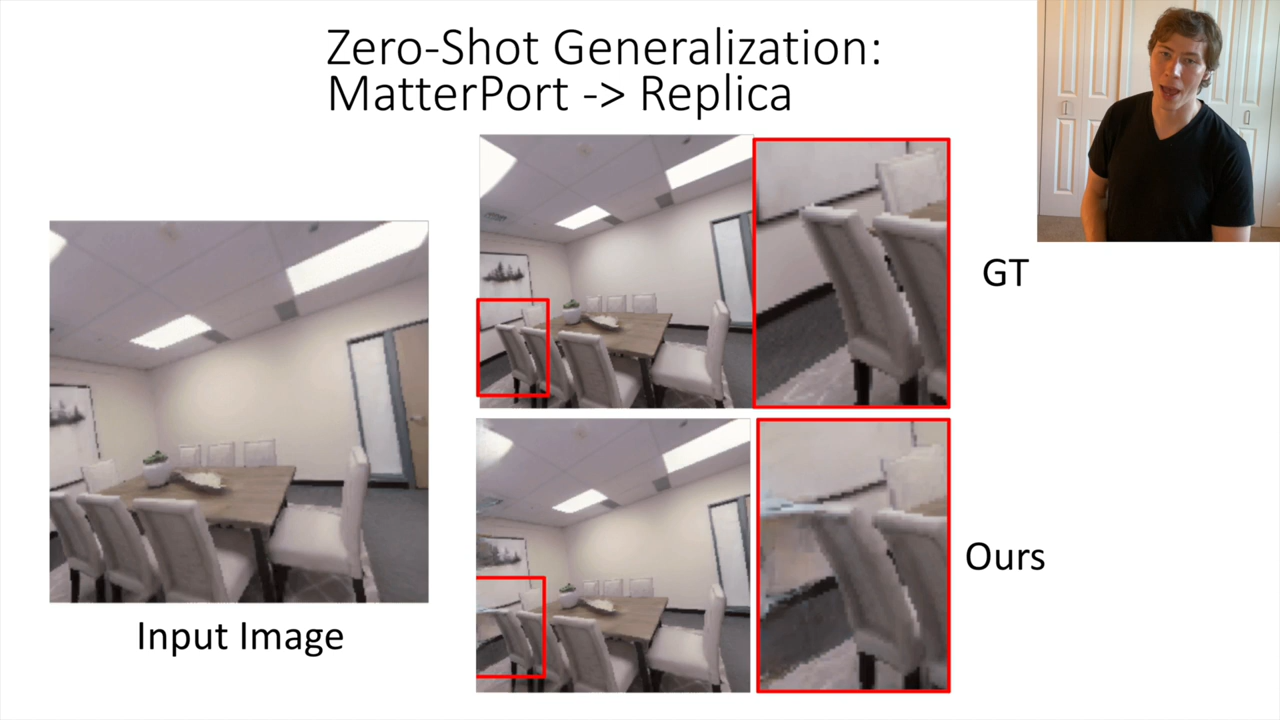 Zero-Shot Generalization:
MatterPort -> Replica
GT
Ours
Input Image